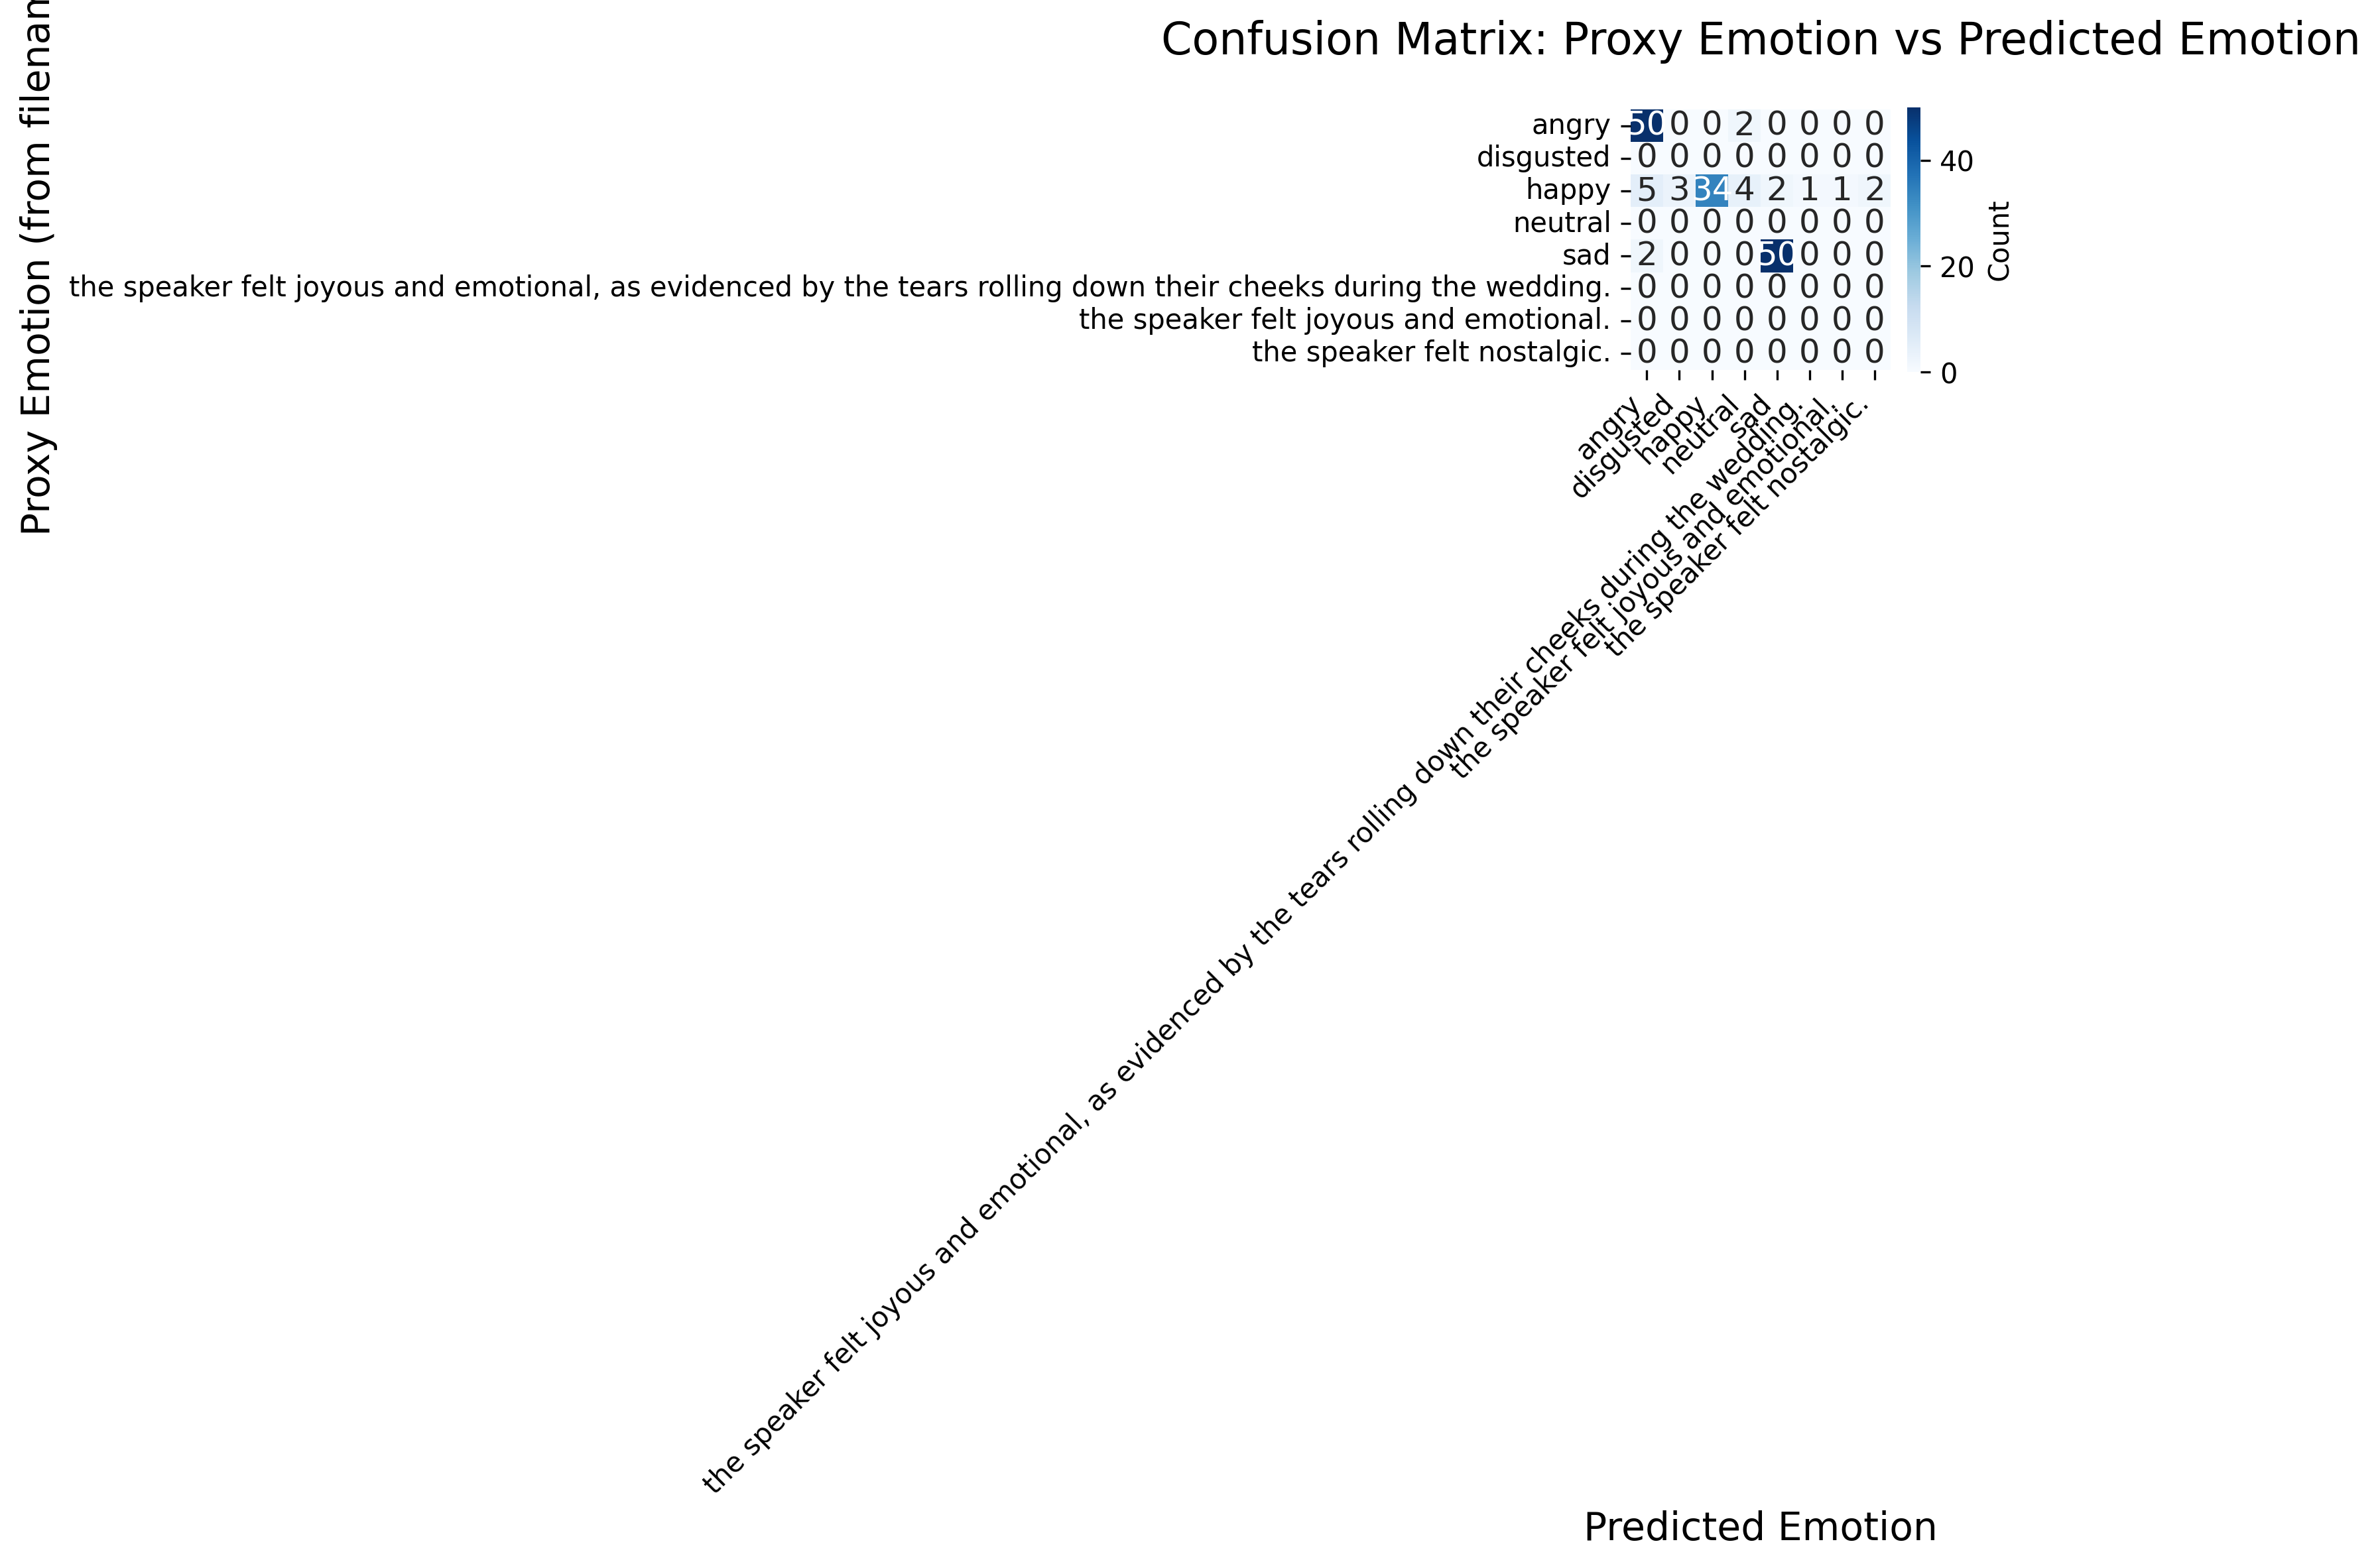 Confusion Matrix: Proxy Emotion vs Predicted Emotion
Proxy Emotion (from filenam
angry 50 0 0 2 0 0 0 0
disgusted 0 0 0 0 0 0 0 0
happy 5 3 34 4 2 1 1 2
neutral 0 0 0 0 0 0 0 0
sad 2 0 0 0 50 0 0 0
the speaker felt joyous and emotional, as evidenced by the tears rolling down their cheeks during the wedding. 0 0 0 0 0 0 0 0
the speaker felt joyous and emotional. 0 0 0 0 0 0 0 0
the speaker felt nostalgic. 0 0 0 0 0 0 0 0
40
20
0
Count
angry
disgusted
happy
neutral
sad
the speaker felt joyous and emotional, as evidenced by the tears rolling down their cheeks during the wedding.
the speaker felt joyous and emotional.
the speaker felt nostalgic.
Predicted Emotion